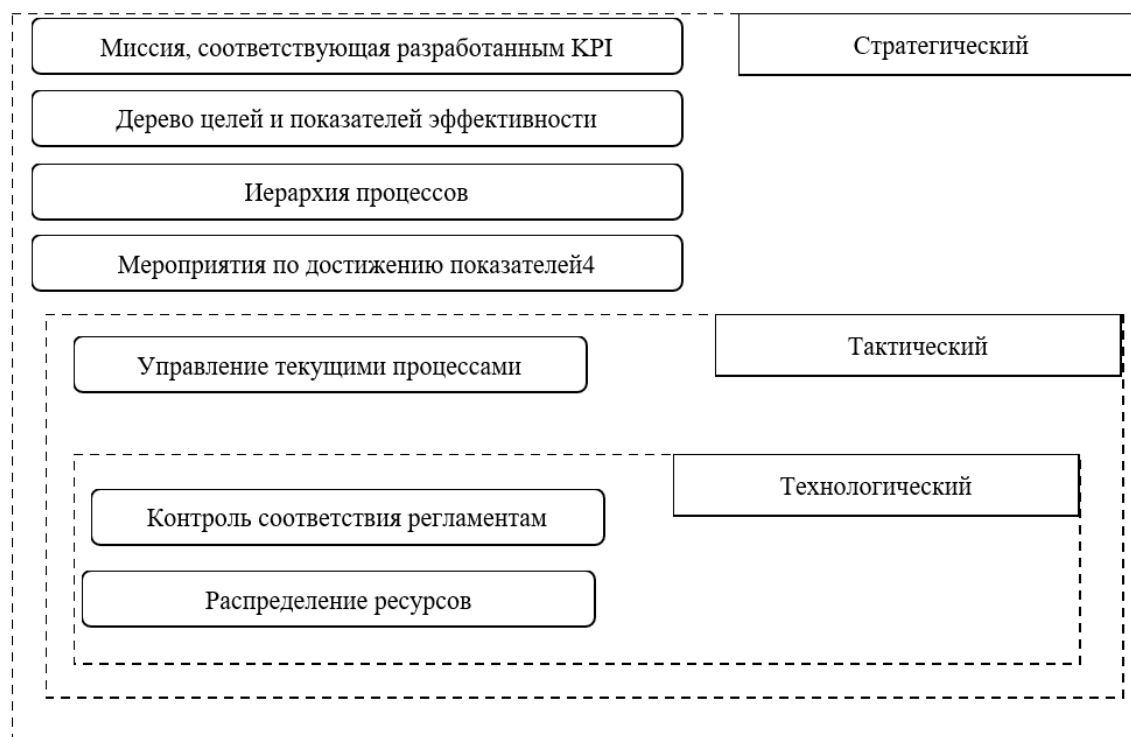 Миссия, соответствующая разработанным KPI
Стратегический
Дерево целей и показателей эффективности
Иерархия процессов
Мероприятия по достижению показателей4
Тактический
Управление текущими процессами
Технологический
Контроль соответствия регламентам
Распределение ресурсов